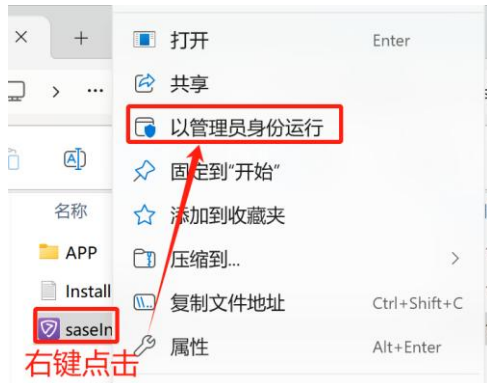 打开 Enter
共享
以管理员身份运行
固定到“开始”
添加到收藏夹
压缩到...
复制文件地址 Ctrl+Shift+C
属性 Alt+Enter
名称
APP
Install
saseIn
右键点击